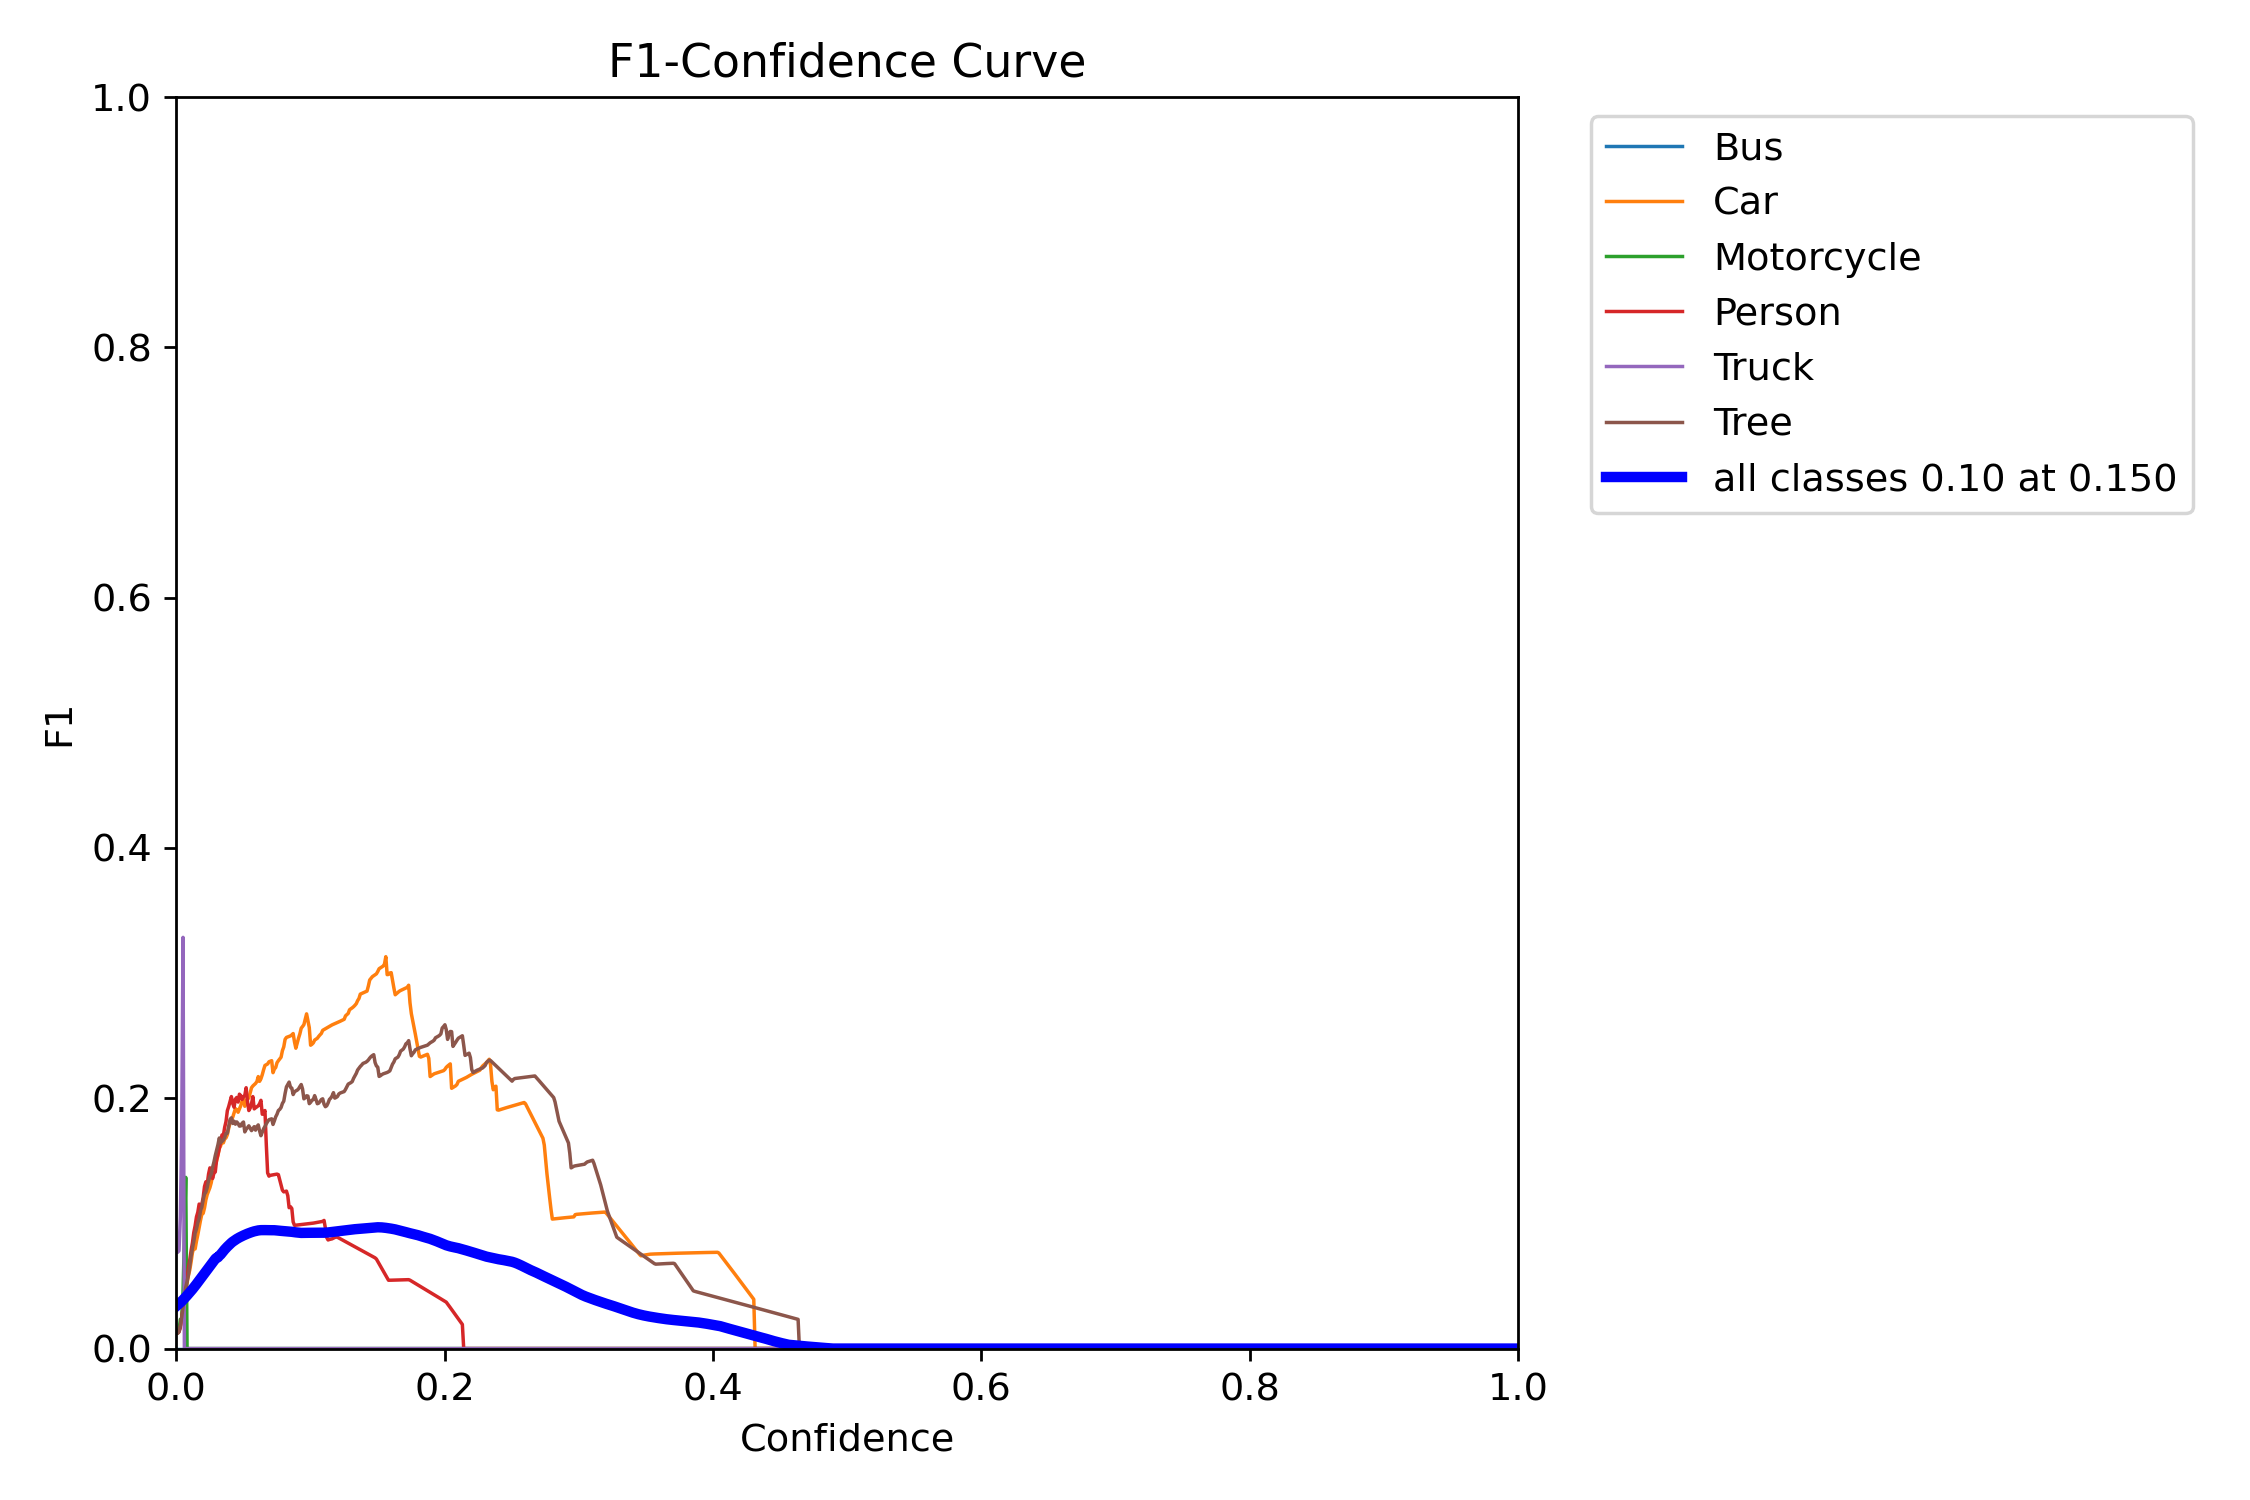 F1-Confidence Curve
1.0
0.8
0.6
0.4
0.2
0.0
F1
0.0 0.2 0.4 0.6 0.8 1.0
Confidence
Bus
Car
Motorcycle
Person
Truck
Tree
all classes 0.10 at 0.150